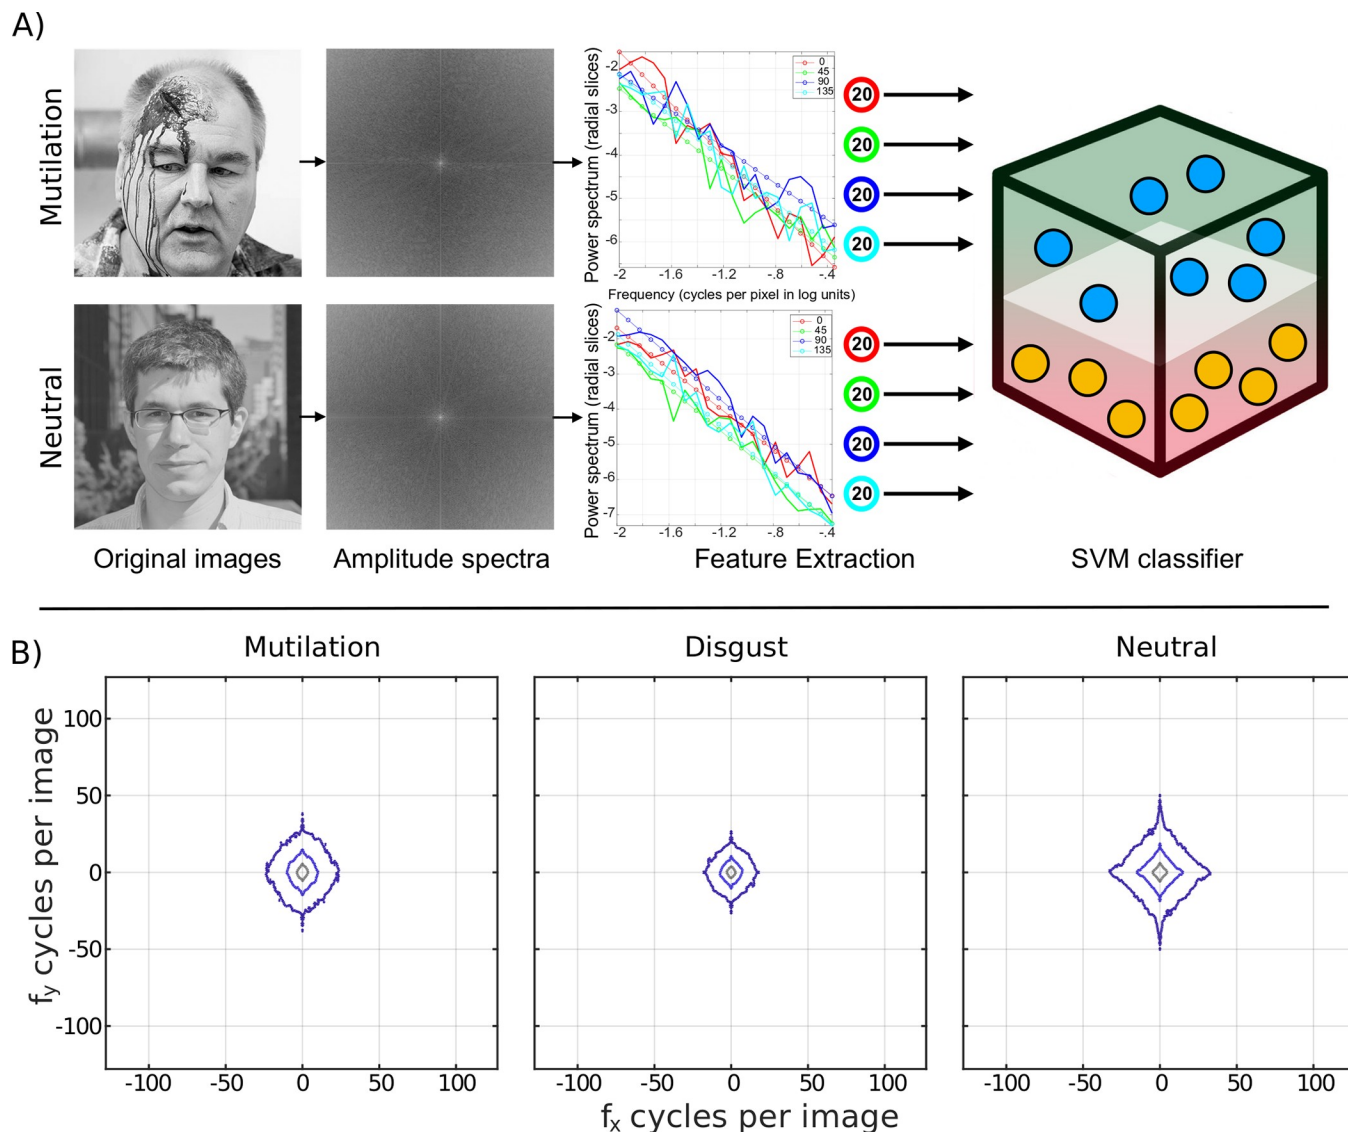 A)
Mutilation
Power spectrum (radial slices)
-2
-3
-4
-5
-6
-2 -1.6 -1.2 -.8 -.4
0
45
90
135
20
20
20
20
Frequency (cycles per pixel in log units)
Neutral
Power spectrum (radial slices)
-2
-3
-4
-5
-6
-7
-2 -1.6 -1.2 -.8 -.4
0
45
90
135
20
20
20
20
Original images Amplitude spectra Feature Extraction SVM classifier
B)
Mutilation Disgust Neutral
fy cycles per image
100
50
0
-50
-100
-100 -50 0 50 100 -100 -50 0 50 100 -100 -50 0 50 100
fx cycles per image